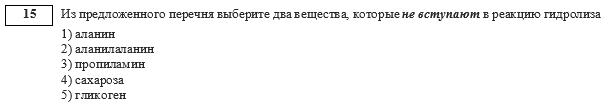 15 Из предложенного перечня выберите два вещества, которые не вступают в реакцию гидролиза
1) аланин
2) аланилаланин
3) пропиламин
4) сахароза
5) гликоген